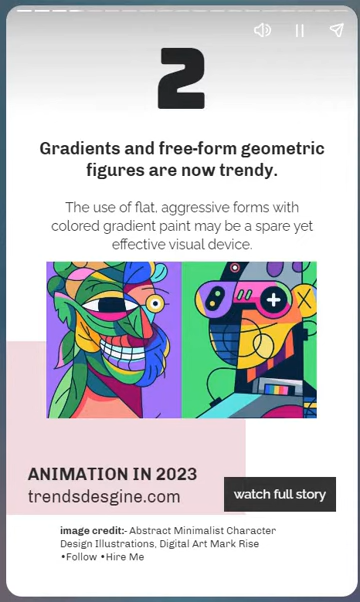 2
Gradients and free-form geometric
figures are now trendy.
The use of flat, aggressive forms with
colored gradient paint may be a spare yet
effective visual device.
ANIMATION IN 2023
trendsdesgine.com
watch full story
image credit:- Abstract Minimalist Character
Design Illustrations, Digital Art Mark Rise
•Follow •Hire Me